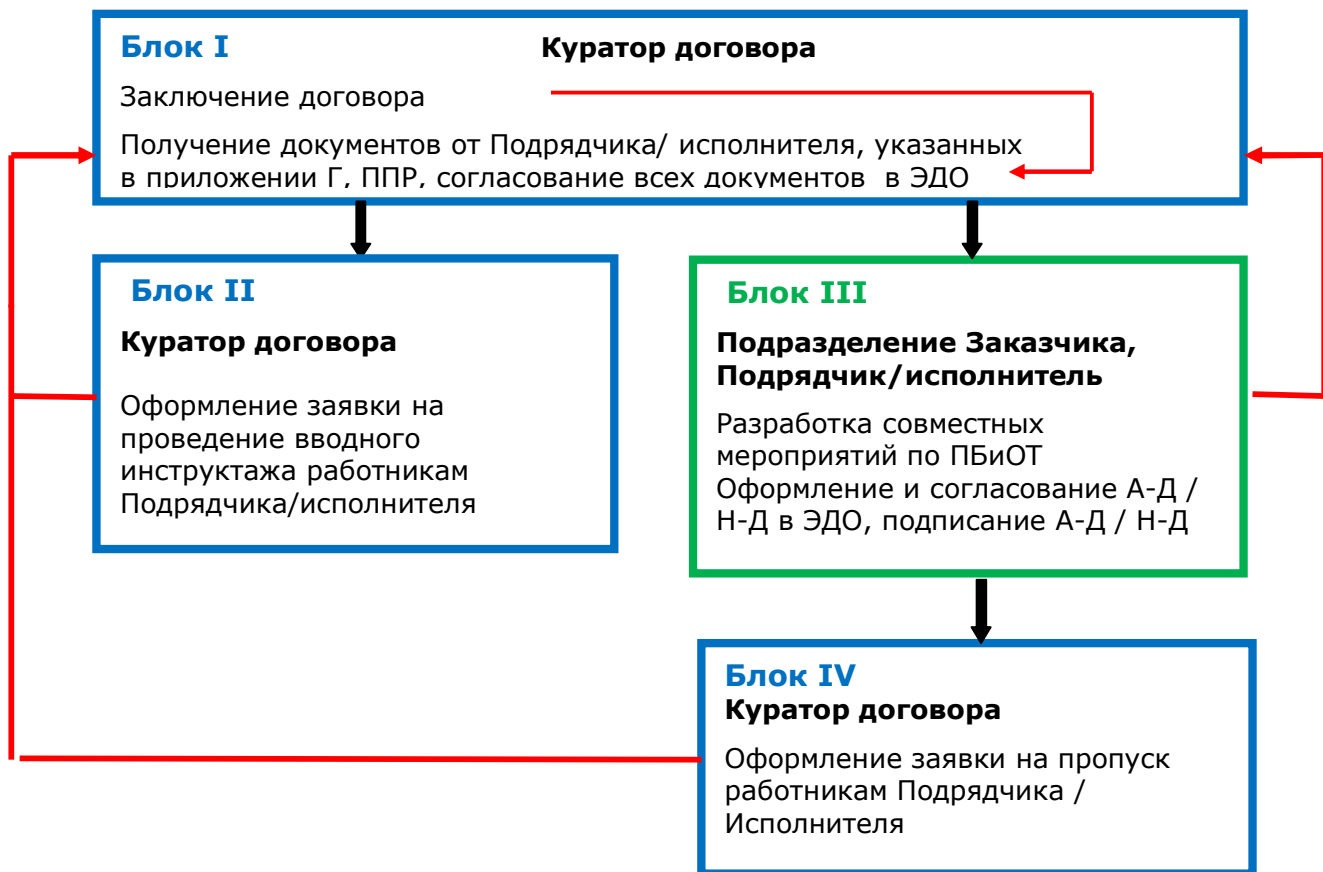 Блок I Куратор договора
Заключение договора
Получение документов от Подрядчика/ исполнителя, указанных
в приложении Г, ППР, согласование всех документов в ЭДО
Блок II
Куратор договора
Оформление заявки на
проведение вводного
инструктажа работникам
Подрядчика/исполнителя
Блок III
Подразделение Заказчика,
Подрядчик/исполнитель
Разработка совместных
мероприятий по ПБиОТ
Оформление и согласование А-Д /
Н-Д в ЭДО, подписание А-Д / Н-Д
Блок IV
Куратор договора
Оформление заявки на пропуск
работникам Подрядчика /
Исполнителя